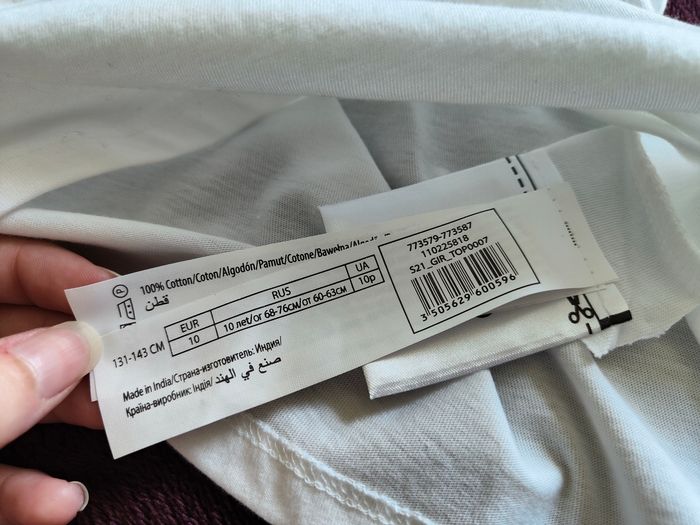 100% Cotton/Coton/Algodón/Pamut/Cotone/Bawełna/
قطن
131-143 CM
EUR
10
RUS
10 лет/от 68-76см/от 60-63см
UA
10р
773579-773587
110225818
S21_GIR_TOP0007
3 505629 600596
Made in India/Страна-изготовитель: Индия/
Країна-виробник: Індія/ صنع في الهند